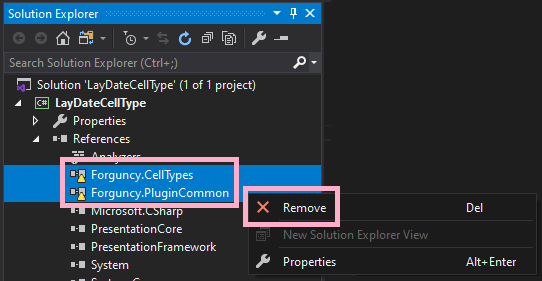 Solution Explorer
Search Solution Explorer (Ctrl+;)
Solution 'LayDateCellType' (1 of 1 project)
C# LayDateCellType
Properties
References
Analyzers
Forguncy.CellTypes
Forguncy.PluginCommon
Microsoft.CSharp
PresentationCore
PresentationFramework
System
Remove Del
New Solution Explorer View
Properties Alt+Enter